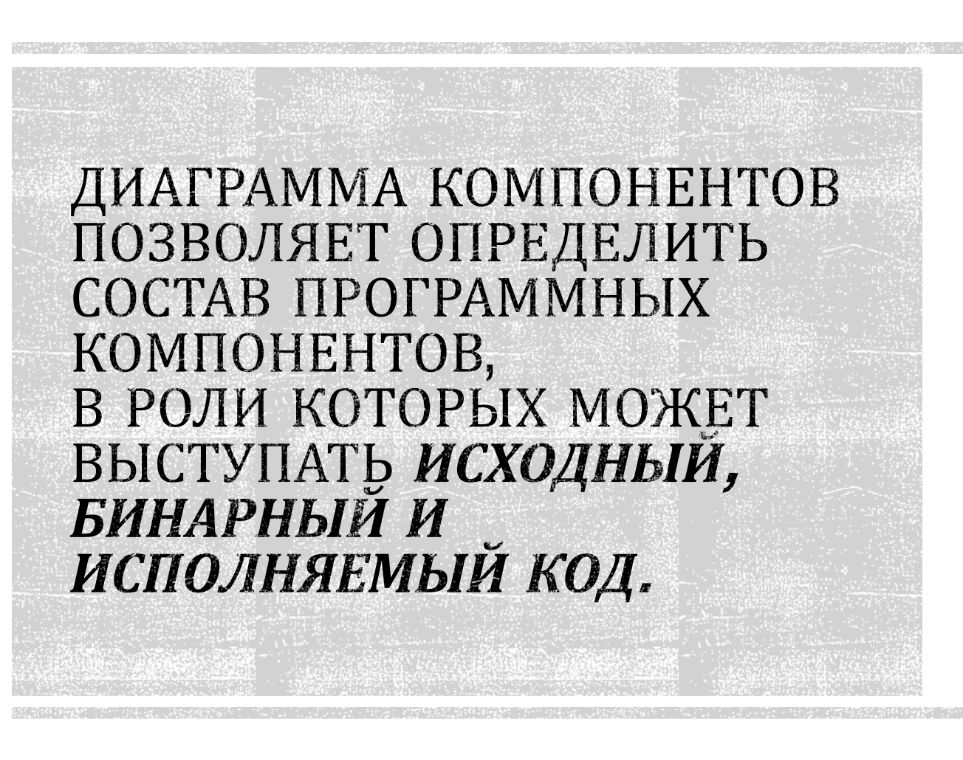 ДИАГРАММА КОМПОНЕНТОВ
ПОЗВОЛЯЕТ ОПРЕДЕЛИТЬ
СОСТАВ ПРОГРАММНЫХ
КОМПОНЕНТОВ,
В РОЛИ КОТОРЫХ МОЖЕТ
ВЫСТУПАТЬ ИСХОДНЫЙ,
БИНАРНЫЙ И
ИСПОЛНЯЕМЫЙ КОД.